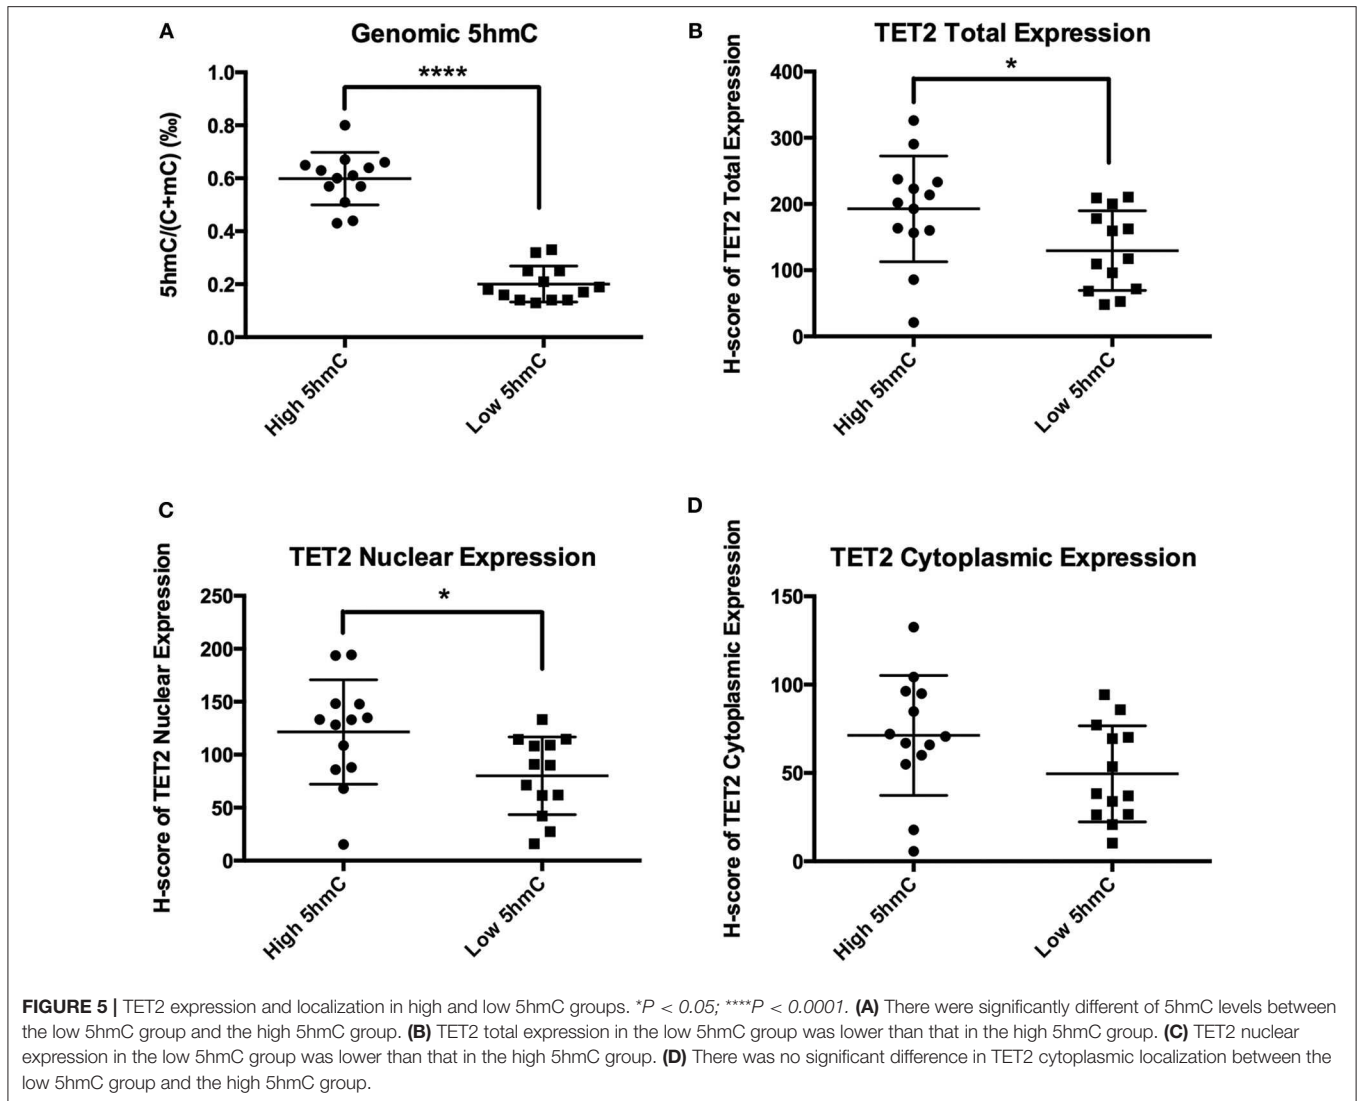 A
Genomic 5hmC
****
5hmC/(C+mC) (‰)
1.0
0.8
0.6
0.4
0.2
0.0
High 5hmC
Low 5hmC
B
TET2 Total Expression
*
H-score of TET2 Total Expression
400
300
200
100
0
High 5hmC
Low 5hmC
C
TET2 Nuclear Expression
*
H-score of TET2 Nuclear Expression
250
200
150
100
50
0
High 5hmC
Low 5hmC
D
TET2 Cytoplasmic Expression
H-score of TET2 Cytoplasmic Expression
150
100
50
0
High 5hmC
Low 5hmC
FIGURE 5 | TET2 expression and localization in high and low 5hmC groups. *P < 0.05; ****P < 0.0001. (A) There were significantly different of 5hmC levels between
the low 5hmC group and the high 5hmC group. (B) TET2 total expression in the low 5hmC group was lower than that in the high 5hmC group. (C) TET2 nuclear
expression in the low 5hmC group was lower than that in the high 5hmC group. (D) There was no significant difference in TET2 cytoplasmic localization between the
low 5hmC group and the high 5hmC group.